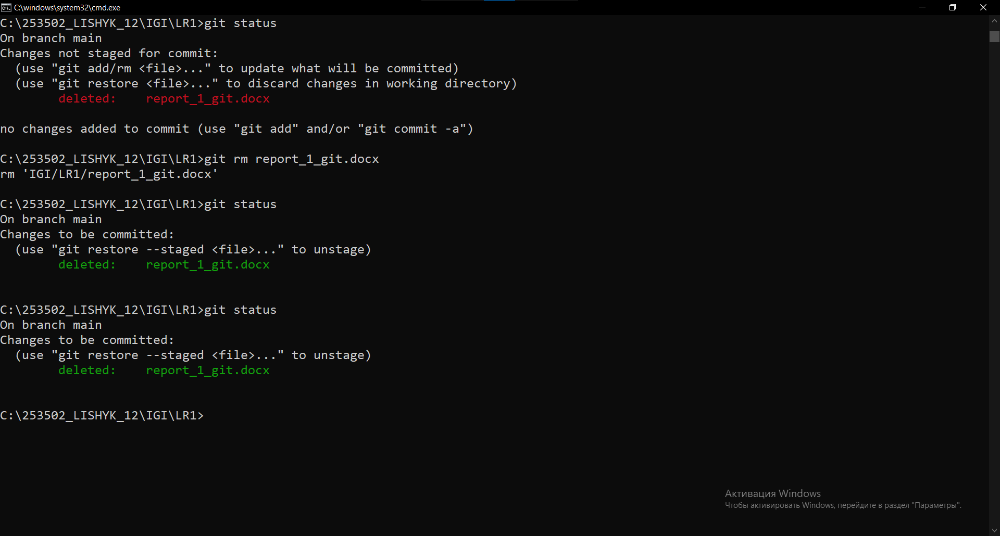 C:\windows\system32\cmd.exe
C:\253502_LISHYK_12\IGI\LR1>git status
On branch main
Changes not staged for commit:
  (use "git add/rm <file>..." to update what will be committed)
  (use "git restore <file>..." to discard changes in working directory)
        deleted:    report_1_git.docx
no changes added to commit (use "git add" and/or "git commit -a")
C:\253502_LISHYK_12\IGI\LR1>git rm report_1_git.docx
rm 'IGI/LR1/report_1_git.docx'
C:\253502_LISHYK_12\IGI\LR1>git status
On branch main
Changes to be committed:
  (use "git restore --staged <file>..." to unstage)
        deleted:    report_1_git.docx
C:\253502_LISHYK_12\IGI\LR1>git status
On branch main
Changes to be committed:
  (use "git restore --staged <file>..." to unstage)
        deleted:    report_1_git.docx
C:\253502_LISHYK_12\IGI\LR1>
Активация Windows
Чтобы активировать Windows, перейдите в раздел "Параметры".